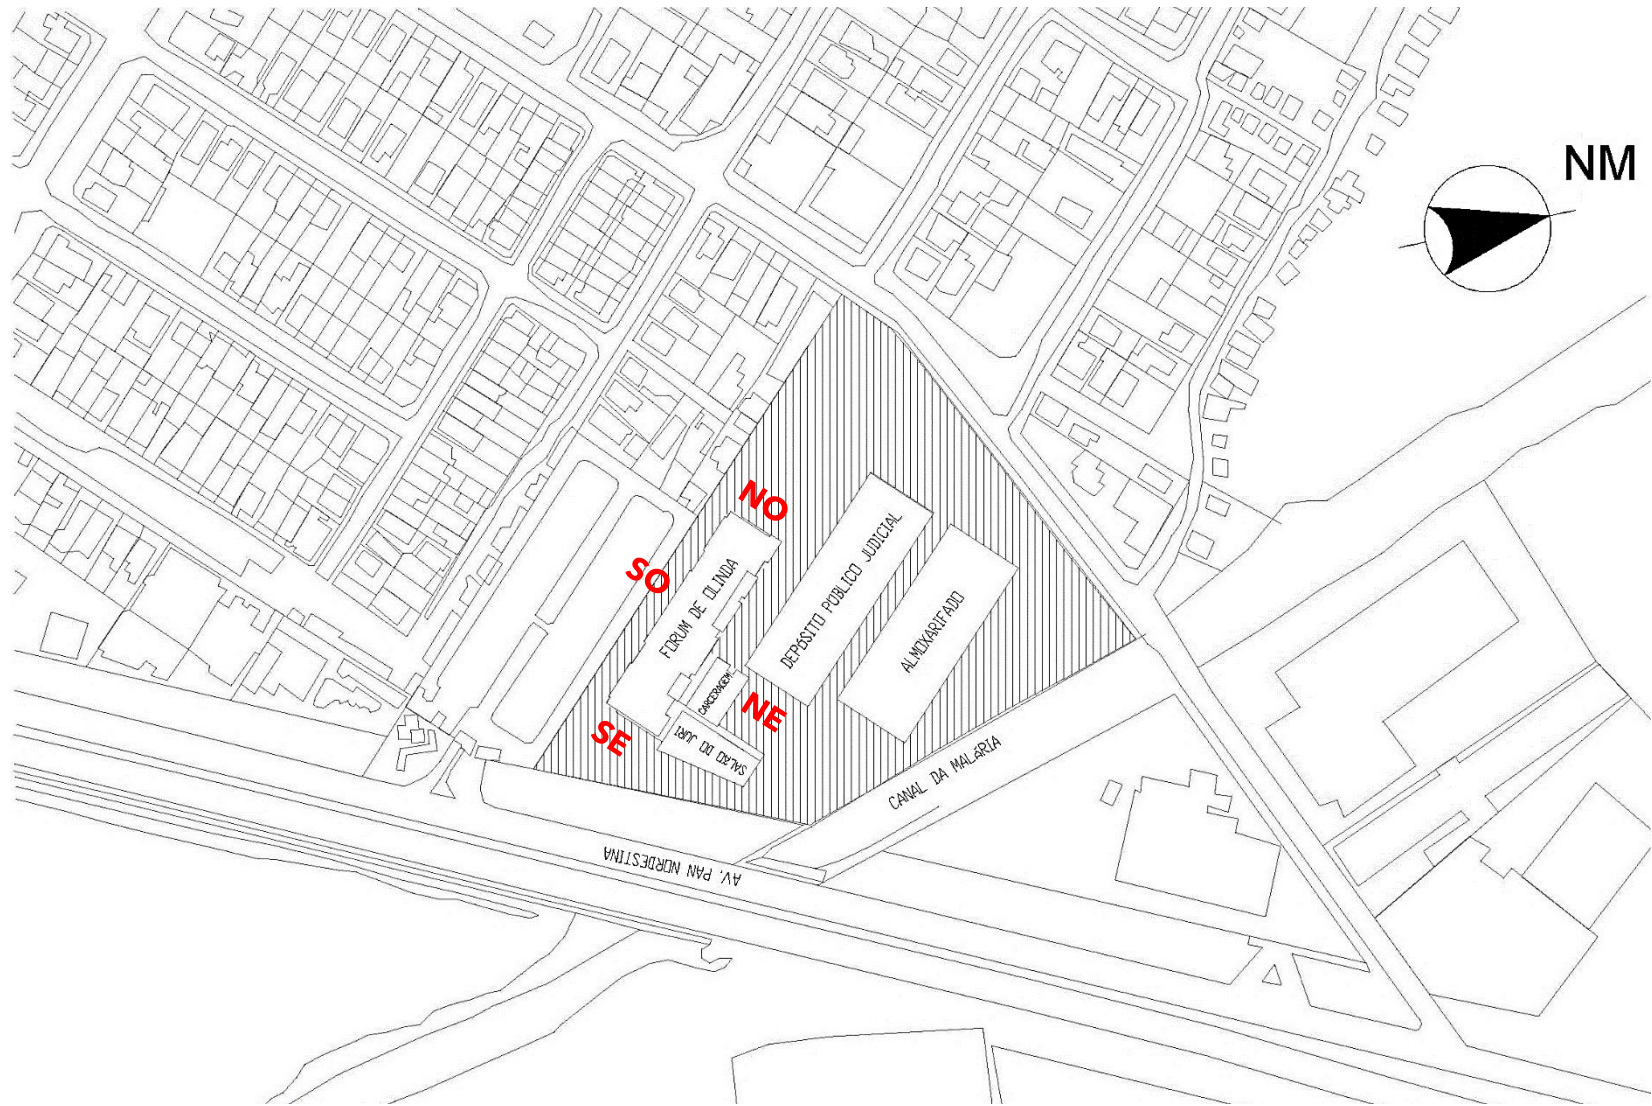 NM
NO
SO
FORUM DE OLINDA
DEPóSITO PÚBLICO JUDICIAL
ALMOXARIFADO
CARCERAGEM
NE
SE
SALÃO DO JURI
CANAL DA MALáRIA
AV. PAN NORDESTINA